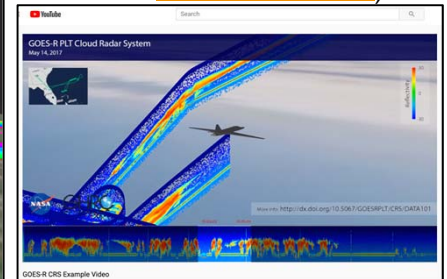 YouTube
Search
GOES-R PLT Cloud Radar System
May 14, 2017
Reflectivity
NASA
More info: http://dx.doi.org/10.5067/GOESRPLT/CRS/DATA101
GOES-R CRS Example Video